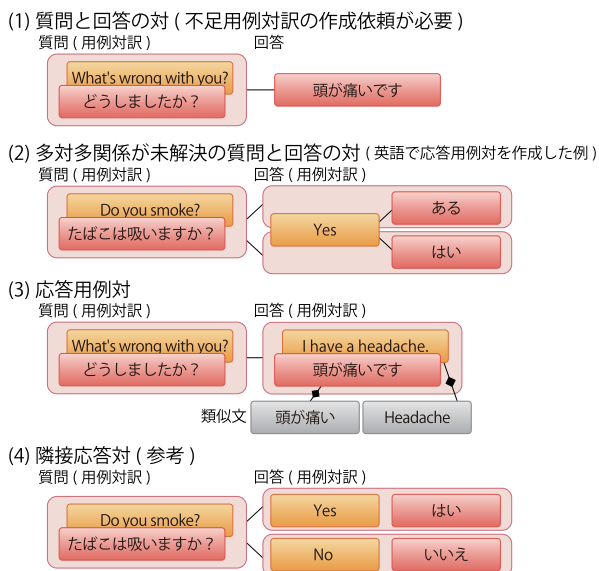 (1) 質問と回答の対 ( 不足用例対訳の作成依頼が必要 )
質問 ( 用例対訳 )
回答
What's wrong with you?
どうしましたか？
頭が痛いです
(2) 多対多関係が未解決の質問と回答の対 ( 英語で応答用例対を作成した例 )
質問 ( 用例対訳 )
回答 ( 用例対訳 )
Do you smoke?
たばこは吸いますか？
Yes
ある
はい
(3) 応答用例対
質問 ( 用例対訳 )
回答 ( 用例対訳 )
What's wrong with you?
どうしましたか？
I have a headache.
頭が痛いです
類似文
頭が痛い
Headache
(4) 隣接応答対 ( 参考 )
質問 ( 用例対訳 )
回答 ( 用例対訳 )
Do you smoke?
たばこは吸いますか？
Yes
はい
No
いいえ